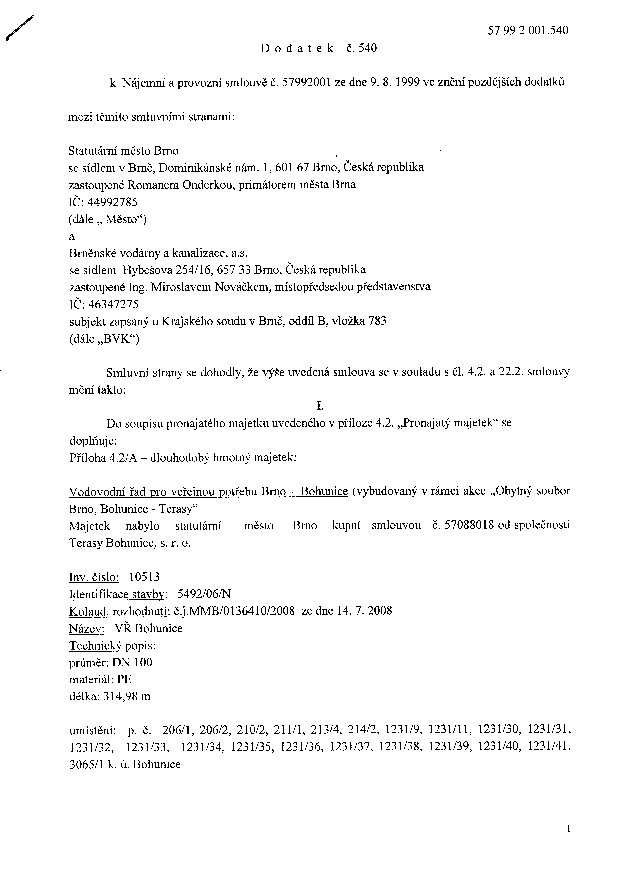 57 99 2 001.540
D o d a t e k č. 540
k Nájemní a provozní smlouvě č. 57992001 ze dne 9. 8. 1999 ve znění pozdějších dodatků
mezi těmito smluvními stranami:
Statutární město Brno
se sídlem v Brně, Dominikánské nám. 1, 601 67 Brno, Česká republika
zastoupené Romanem Onderkou, primátorem města Brna
IČ: 44992785
(dále „ Město“)
a
Brněnské vodárny a kanalizace, a.s.
se sídlem Hybešova 254/16, 657 33 Brno, Česká republika
zastoupené Ing. Miroslavem Nováčkem, místopředsedou představenstva
IČ: 46347275
subjekt zapsaný u Krajského soudu v Brně, oddíl B, vložka 783
(dále „BVK“)
Smluvní strany se dohodly, že výše uvedená smlouva se v souladu s čl. 4.2. a 22.2. smlouvy
mění takto:
I.
Do soupisu pronajatého majetku uvedeného v příloze 4.2. „Pronajatý majetek“ se
doplňuje:
Příloha 4.2/A – dlouhodobý hmotný majetek:
Vodovodní řad pro veřejnou potřebu Brno - Bohunice (vybudovaný v rámci akce „Obytný soubor
Brno, Bohunice - Terasy“
Majetek nabylo statutární město Brno kupní smlouvou č. 57088018 od společnosti
Terasy Bohunice, s. r. o.
Inv. číslo: 10513
Identifikace stavby: 5492/06/N
Kolaud. rozhodnutí: č.j.MMB/0136410/2008 ze dne 14. 7. 2008
Název: VŘ Bohunice
Technický popis:
průměr: DN 100
materiál: PE
délka: 314,98 m
umístění: p. č. 206/1, 206/2, 210/2, 211/1, 213/4, 214/2, 1231/9, 1231/11, 1231/30, 1231/31,
1231/32, 1231/33, 1231/34, 1231/35, 1231/36, 1231/37, 1231/38, 1231/39, 1231/40, 1231/41,
3065/1 k. ú. Bohunice
1